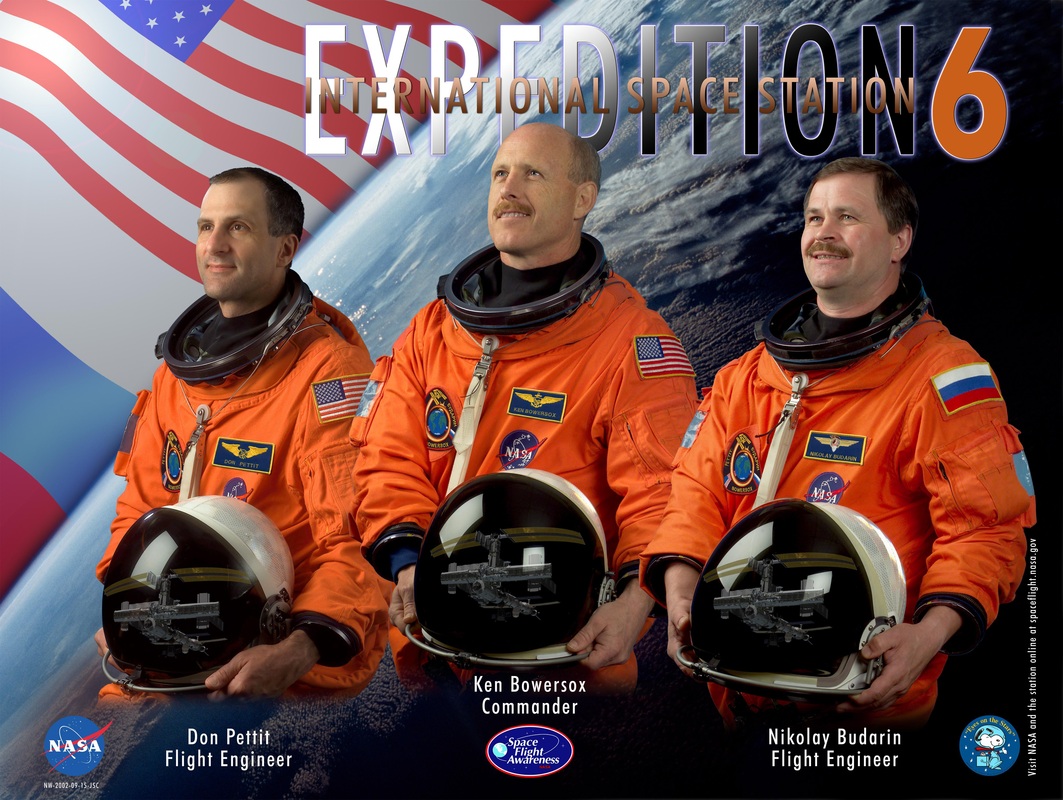 EXPEDITION 6
INTERNATIONAL SPACE STATION
DON PETTIT
NASA
KEN BOWERSOX
NASA
NIKOLAY BUDARIN
NASA
Ken Bowersox
Commander
Don Pettit
Flight Engineer
Nikolay Budarin
Flight Engineer
NASA
NW-2002-09-15-JSC
Space
Flight
Awareness
"Eyes on the Stars"
Visit NASA and the station online at spaceflight.nasa.gov